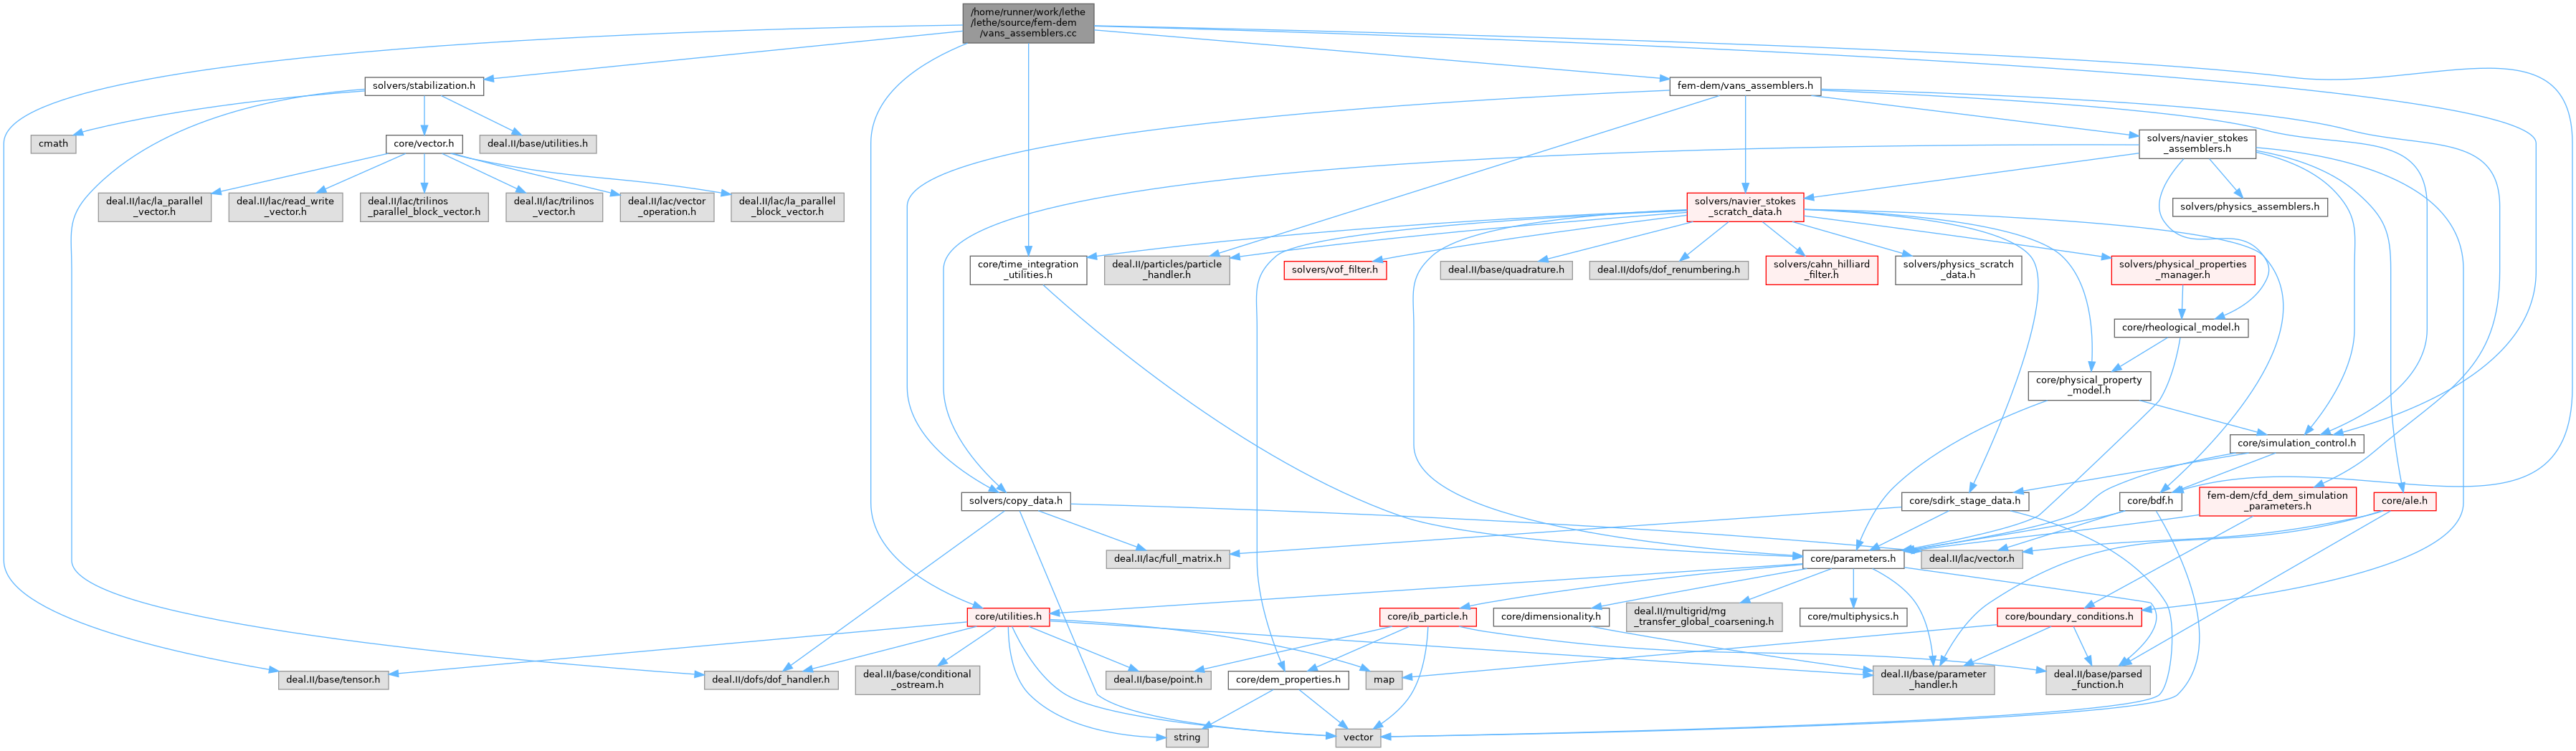 /home/runner/work/lethe
/lethe/source/fem-dem
/vans_assemblers.cc
solvers/stabilization.h
fem-dem/vans_assemblers.h
cmath
core/vector.h
deal.II/base/utilities.h
solvers/navier_stokes
_assemblers.h
deal.II/lac/la_parallel
_vector.h
deal.II/lac/read_write
_vector.h
deal.II/lac/trilinos
_parallel_block_vector.h
deal.II/lac/trilinos
_vector.h
deal.II/lac/vector
_operation.h
deal.II/lac/la_parallel
_block_vector.h
solvers/navier_stokes
_scratch_data.h
solvers/physics_assemblers.h
core/time_integration
_utilities.h
deal.II/particles/particle
_handler.h
solvers/vof_filter.h
deal.II/base/quadrature.h
deal.II/dofs/dof_renumbering.h
solvers/cahn_hilliard
_filter.h
solvers/physics_scratch
_data.h
solvers/physical_properties
_manager.h
core/rheological_model.h
core/physical_property
_model.h
core/simulation_control.h
solvers/copy_data.h
core/sdirk_stage_data.h
core/bdf.h
fem-dem/cfd_dem_simulation
_parameters.h
core/ale.h
deal.II/lac/full_matrix.h
core/parameters.h
deal.II/lac/vector.h
core/utilities.h
core/ib_particle.h
core/dimensionality.h
deal.II/multigrid/mg
_transfer_global_coarsening.h
core/multiphysics.h
core/boundary_conditions.h
deal.II/base/tensor.h
deal.II/dofs/dof_handler.h
deal.II/base/conditional
_ostream.h
deal.II/base/point.h
core/dem_properties.h
map
deal.II/base/parameter
_handler.h
deal.II/base/parsed
_function.h
string
vector